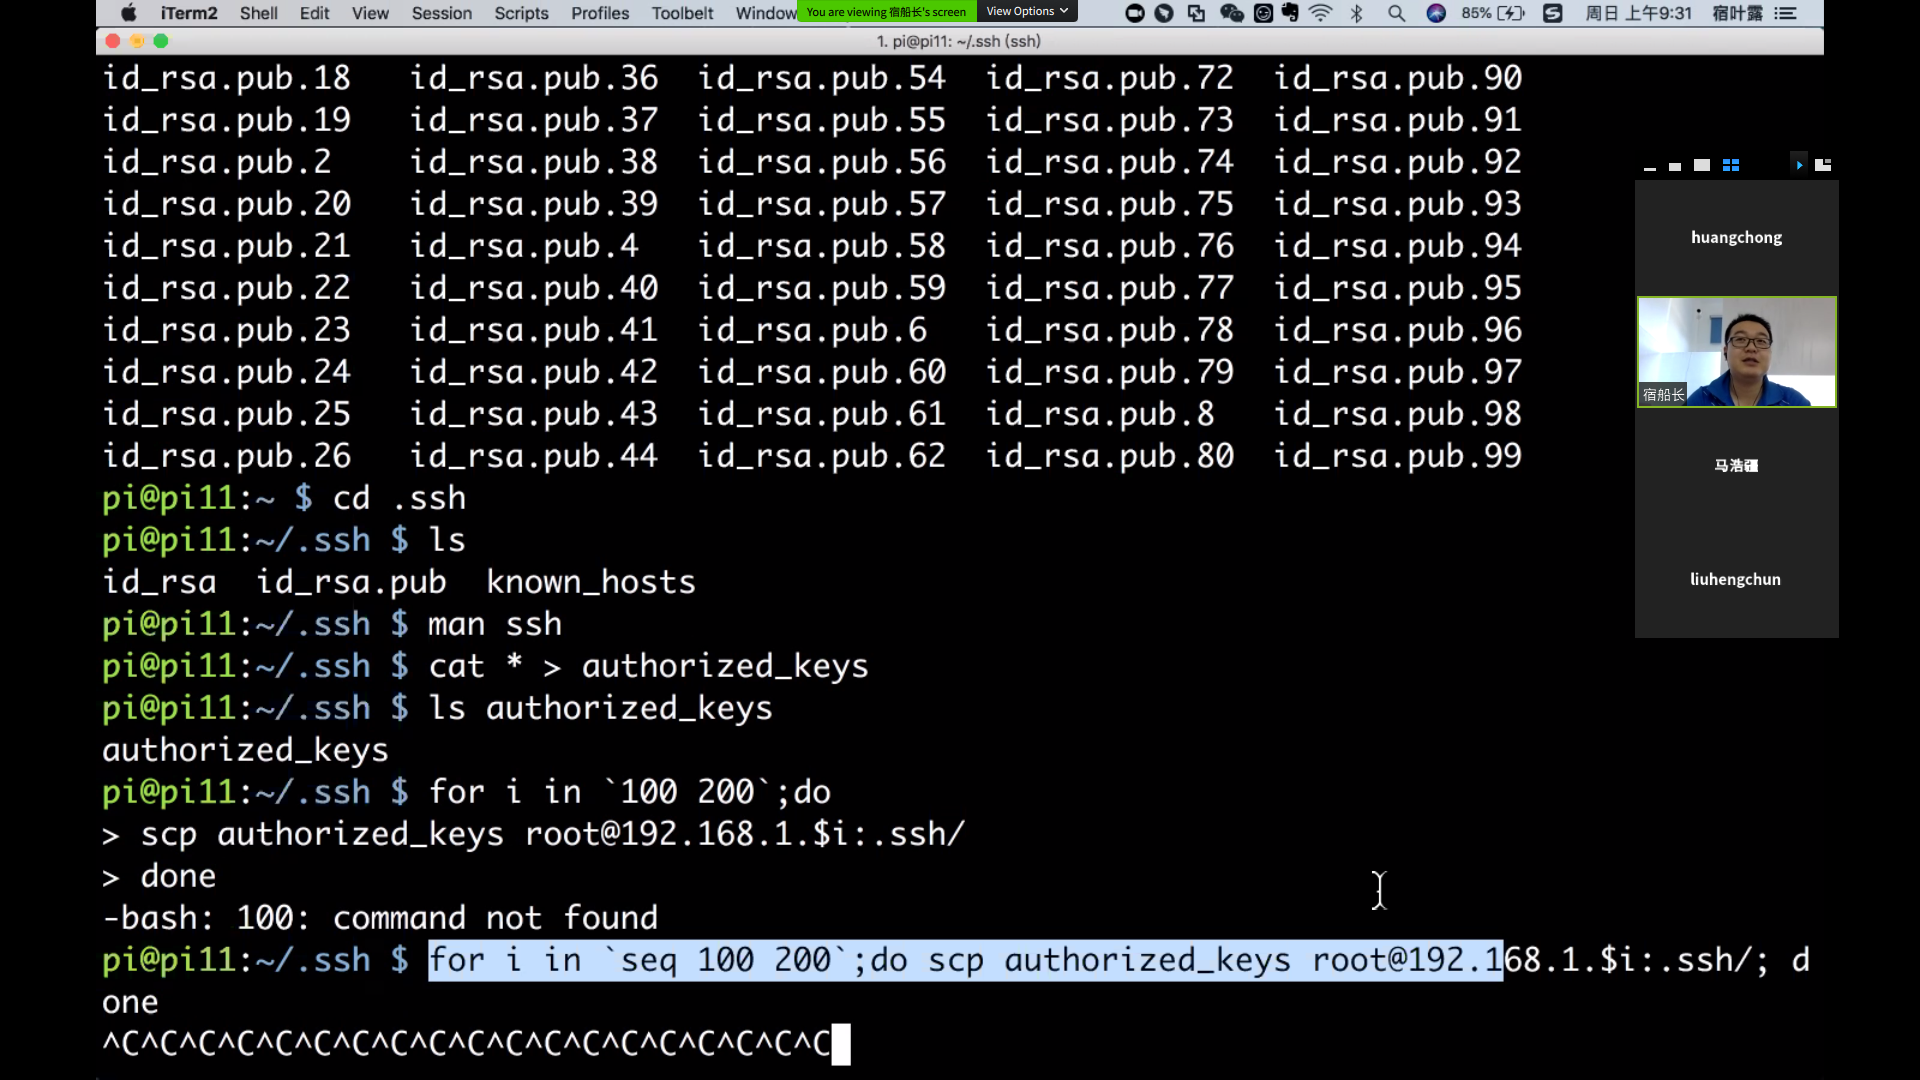 iTerm2 Shell Edit View Session Scripts Profiles Toolbelt Window
You are viewing 宿船长's screen View Options
85% 周日 上午9:31 宿叶露
1. pi@pi11: ~/.ssh (ssh)
id_rsa.pub.18 id_rsa.pub.36 id_rsa.pub.54 id_rsa.pub.72 id_rsa.pub.90
id_rsa.pub.19 id_rsa.pub.37 id_rsa.pub.55 id_rsa.pub.73 id_rsa.pub.91
id_rsa.pub.2 id_rsa.pub.38 id_rsa.pub.56 id_rsa.pub.74 id_rsa.pub.92
id_rsa.pub.20 id_rsa.pub.39 id_rsa.pub.57 id_rsa.pub.75 id_rsa.pub.93
id_rsa.pub.21 id_rsa.pub.4 id_rsa.pub.58 id_rsa.pub.76 id_rsa.pub.94
id_rsa.pub.22 id_rsa.pub.40 id_rsa.pub.59 id_rsa.pub.77 id_rsa.pub.95
id_rsa.pub.23 id_rsa.pub.41 id_rsa.pub.6 id_rsa.pub.78 id_rsa.pub.96
id_rsa.pub.24 id_rsa.pub.42 id_rsa.pub.60 id_rsa.pub.79 id_rsa.pub.97
id_rsa.pub.25 id_rsa.pub.43 id_rsa.pub.61 id_rsa.pub.8 id_rsa.pub.98
id_rsa.pub.26 id_rsa.pub.44 id_rsa.pub.62 id_rsa.pub.80 id_rsa.pub.99
pi@pi11:~ $ cd .ssh
pi@pi11:~/.ssh $ ls
id_rsa id_rsa.pub known_hosts
pi@pi11:~/.ssh $ man ssh
pi@pi11:~/.ssh $ cat * > authorized_keys
pi@pi11:~/.ssh $ ls authorized_keys
authorized_keys
pi@pi11:~/.ssh $ for i in `100 200`;do
> scp authorized_keys root@192.168.1.$i:.ssh/
> done
-bash: 100: command not found
pi@pi11:~/.ssh $ for i in `seq 100 200`;do scp authorized_keys root@192.168.1.$i:.ssh/; d
one
^C^C^C^C^C^C^C^C^C^C^C^C^C^C^C^C^C^C^C
huangchong
宿船长
马浩疆
liuhengchun